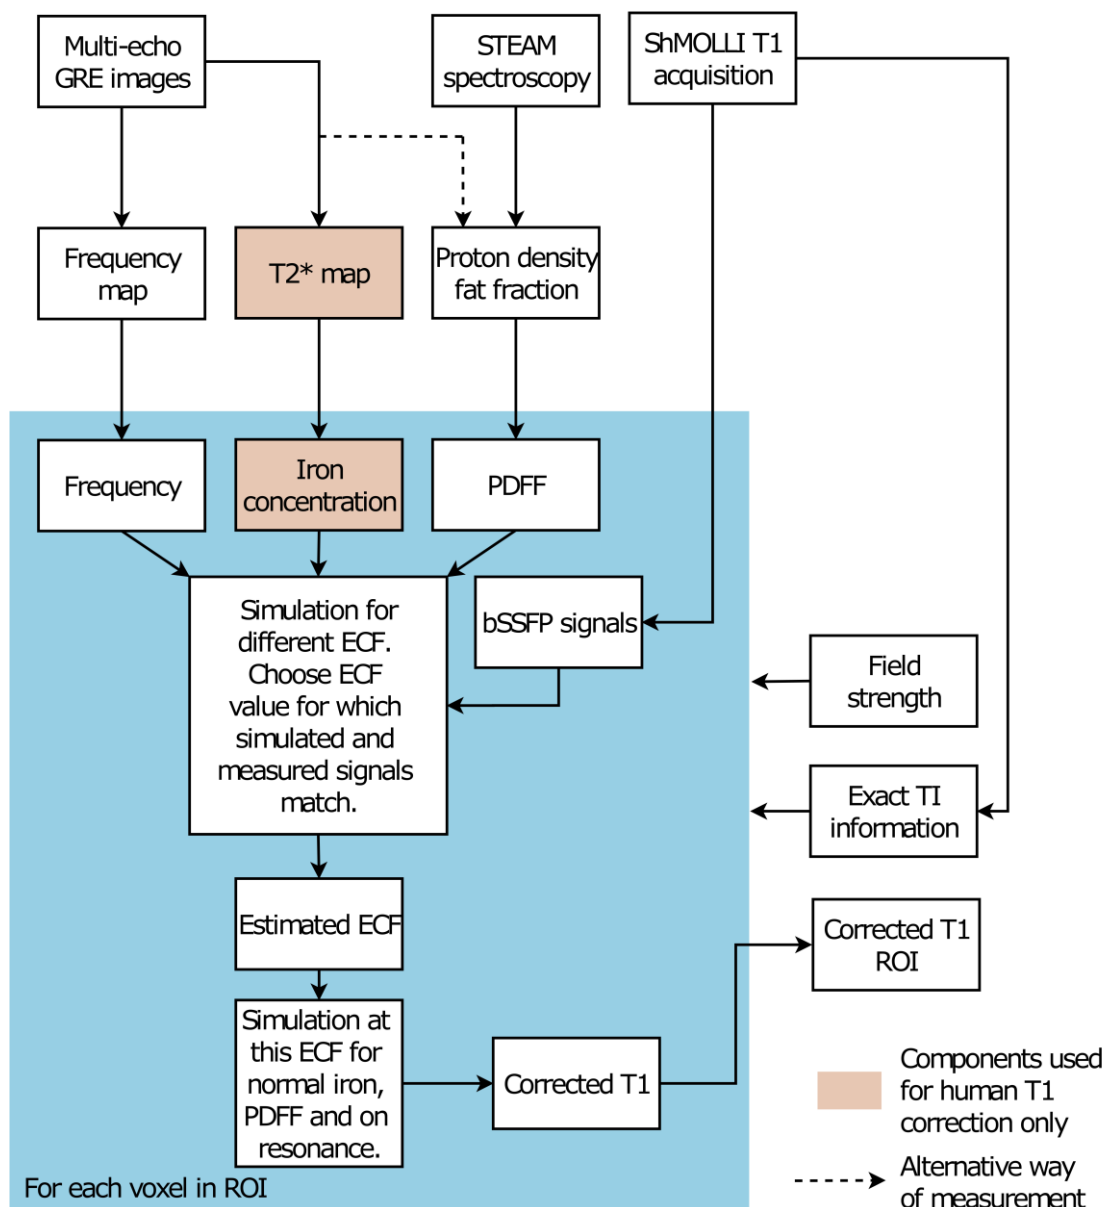 Multi-echo
GRE images
STEAM
spectroscopy
ShMOLLI T1
acquisition
Frequency
map
T2* map
Proton density
fat fraction
Frequency
Iron
concentration
PDFF
Simulation for
different ECF.
Choose ECF
value for which
simulated and
measured signals
match.
bSSFP signals
Field
strength
Exact TI
information
Estimated ECF
Corrected T1
ROI
Simulation at
this ECF for
normal iron,
PDFF and on
resonance.
Corrected T1
Components used
for human T1
correction only
For each voxel in ROI
Alternative way
of measurement